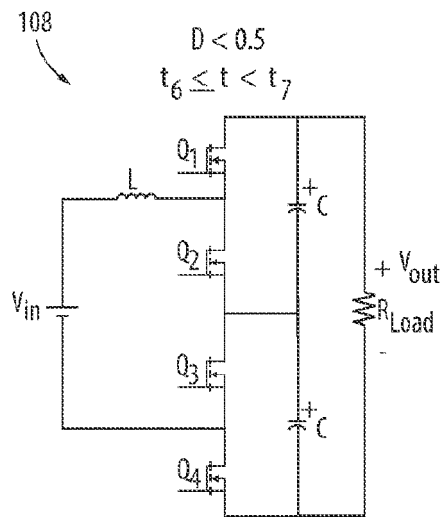 108
D < 0.5
t6 ≤ t < t7
Q1
L
+
C
Q2
+ Vout
Vin
RLoad
-
Q3
+
C
Q4